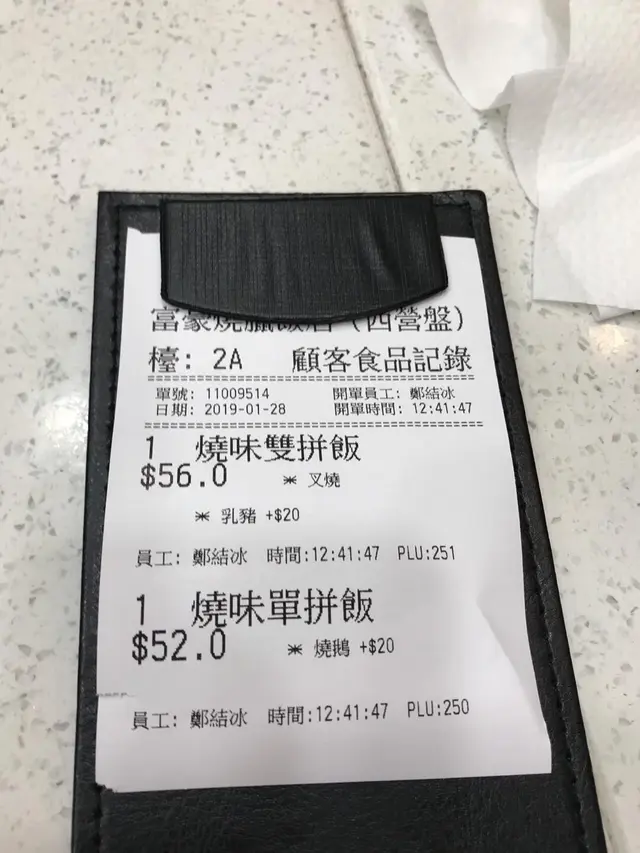 富豪燒臘飯店 (西營盤)
檯: 2A 顧客食品記錄
單號: 11009514 開單員工: 鄭結冰
日期: 2019-01-28 開單時間: 12:41:47
1 燒味雙拼飯
$56.0 * 叉燒
* 乳豬 +$20
員工: 鄭結冰 時間:12:41:47 PLU:251
1 燒味單拼飯
$52.0 * 燒鵝 +$20
員工: 鄭結冰 時間:12:41:47 PLU:250